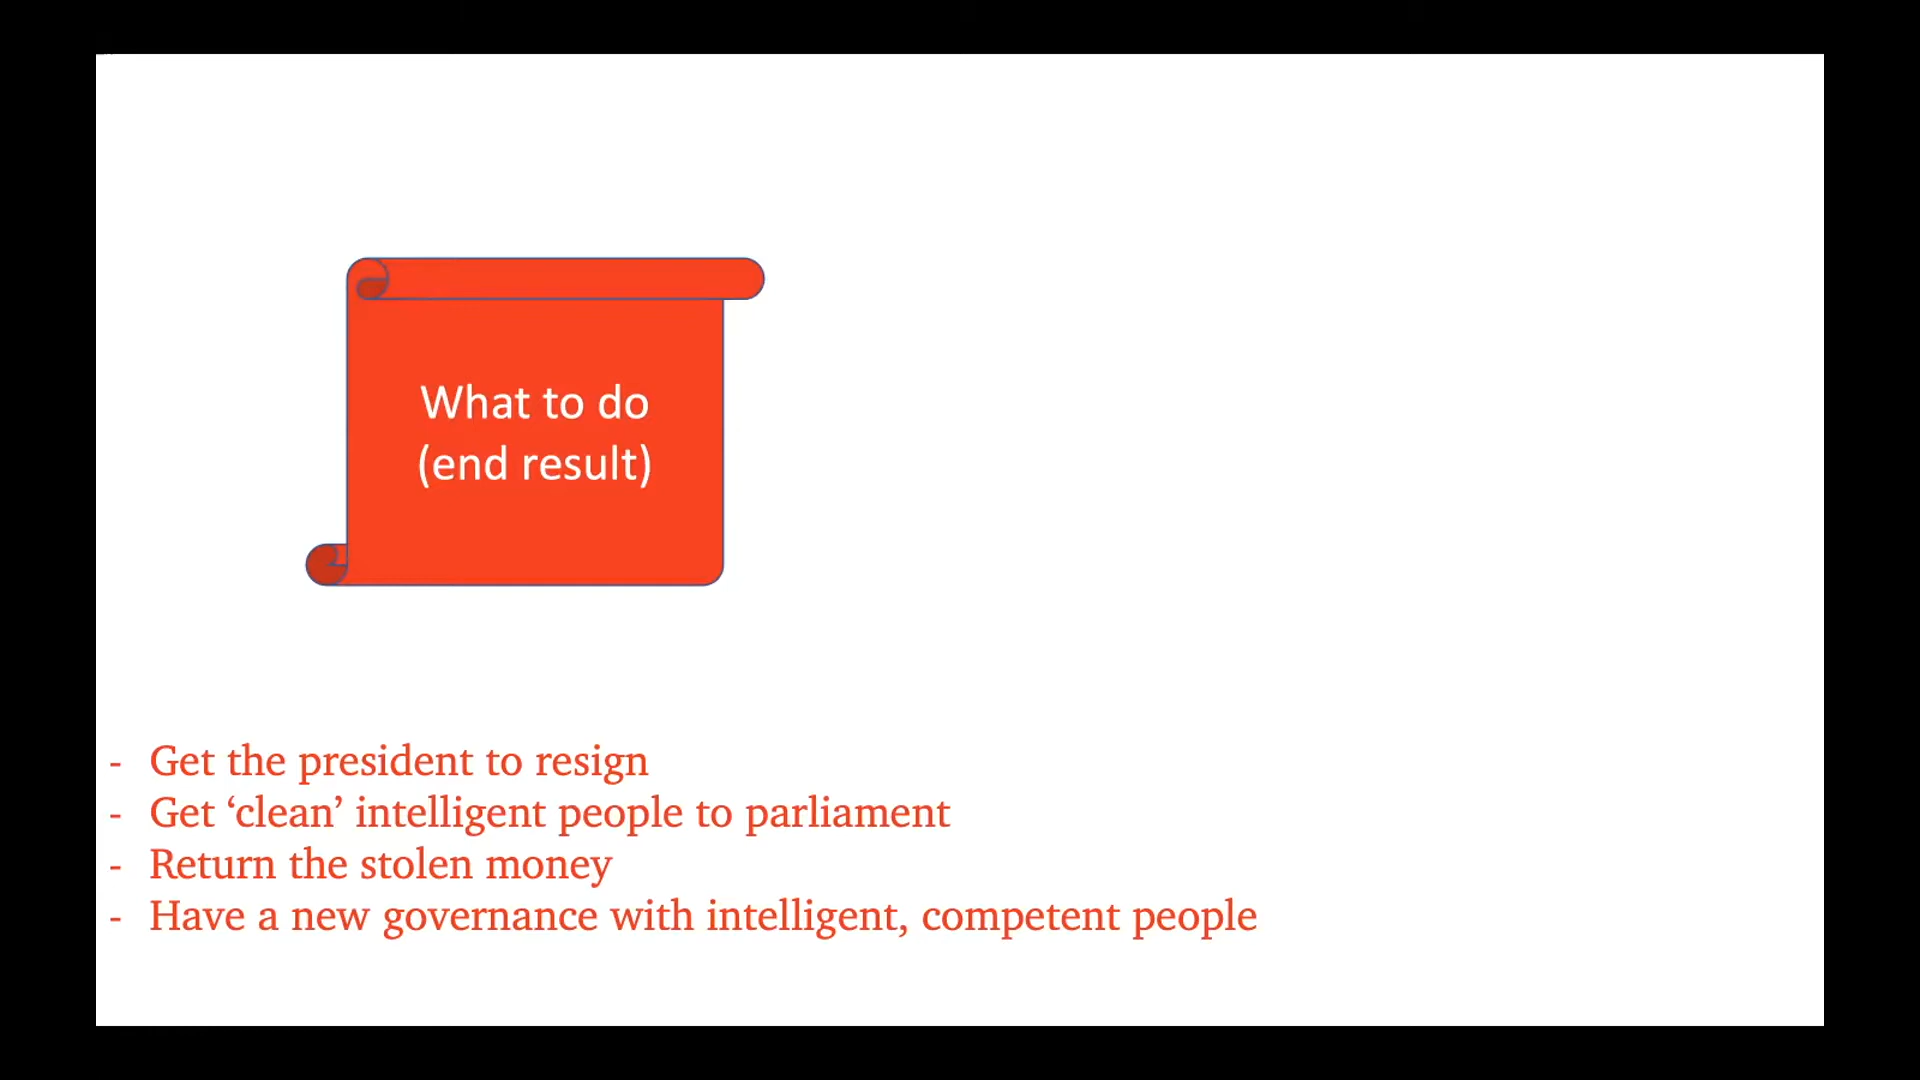 What to do
(end result)
- Get the president to resign
- Get ‘clean’ intelligent people to parliament
- Return the stolen money
- Have a new governance with intelligent, competent people